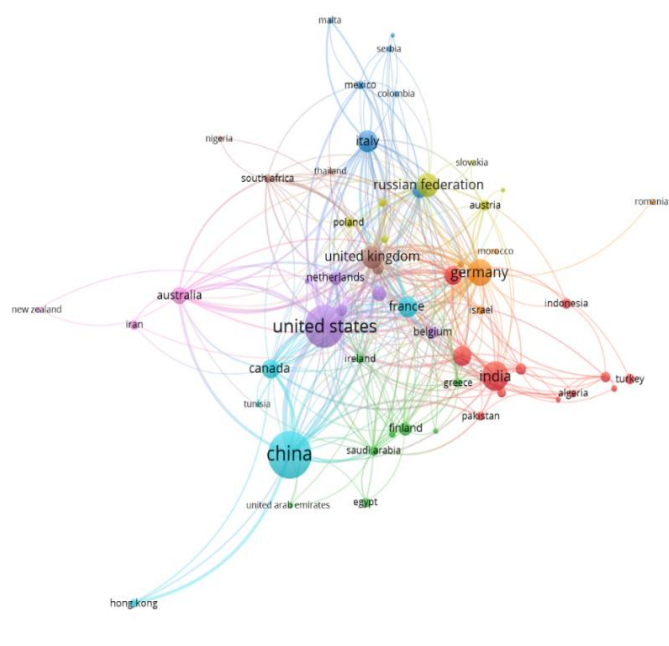 malta
serbia
mexico
colombia
italy
nigeria
slovakia
thailand
south africa
russian federation
romania
austria
poland
morocco
united kingdom
germany
netherlands
australia
indonesia
france
new zealand
israel
iran
united states
belgium
ireland
canada
india
turkey
greece
algeria
tunisia
pakistan
finland
saudi arabia
china
egypt
united arab emirates
hong kong